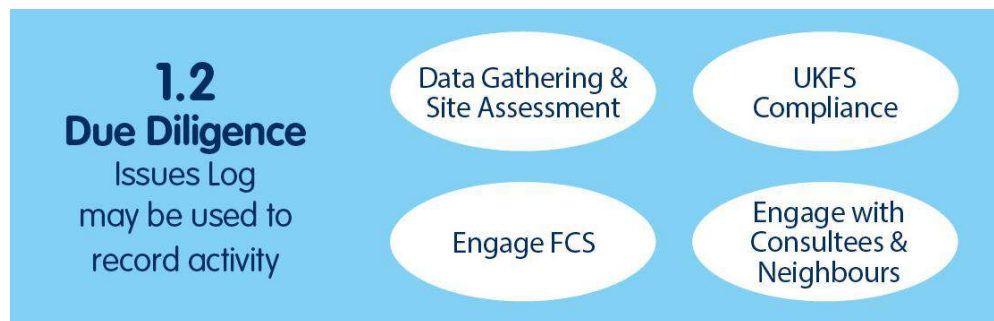 1.2
Due Diligence
Issues Log
may be used to
record activity
Data Gathering &
Site Assessment
UKFS
Compliance
Engage FCS
Engage with
Consultees &
Neighbours